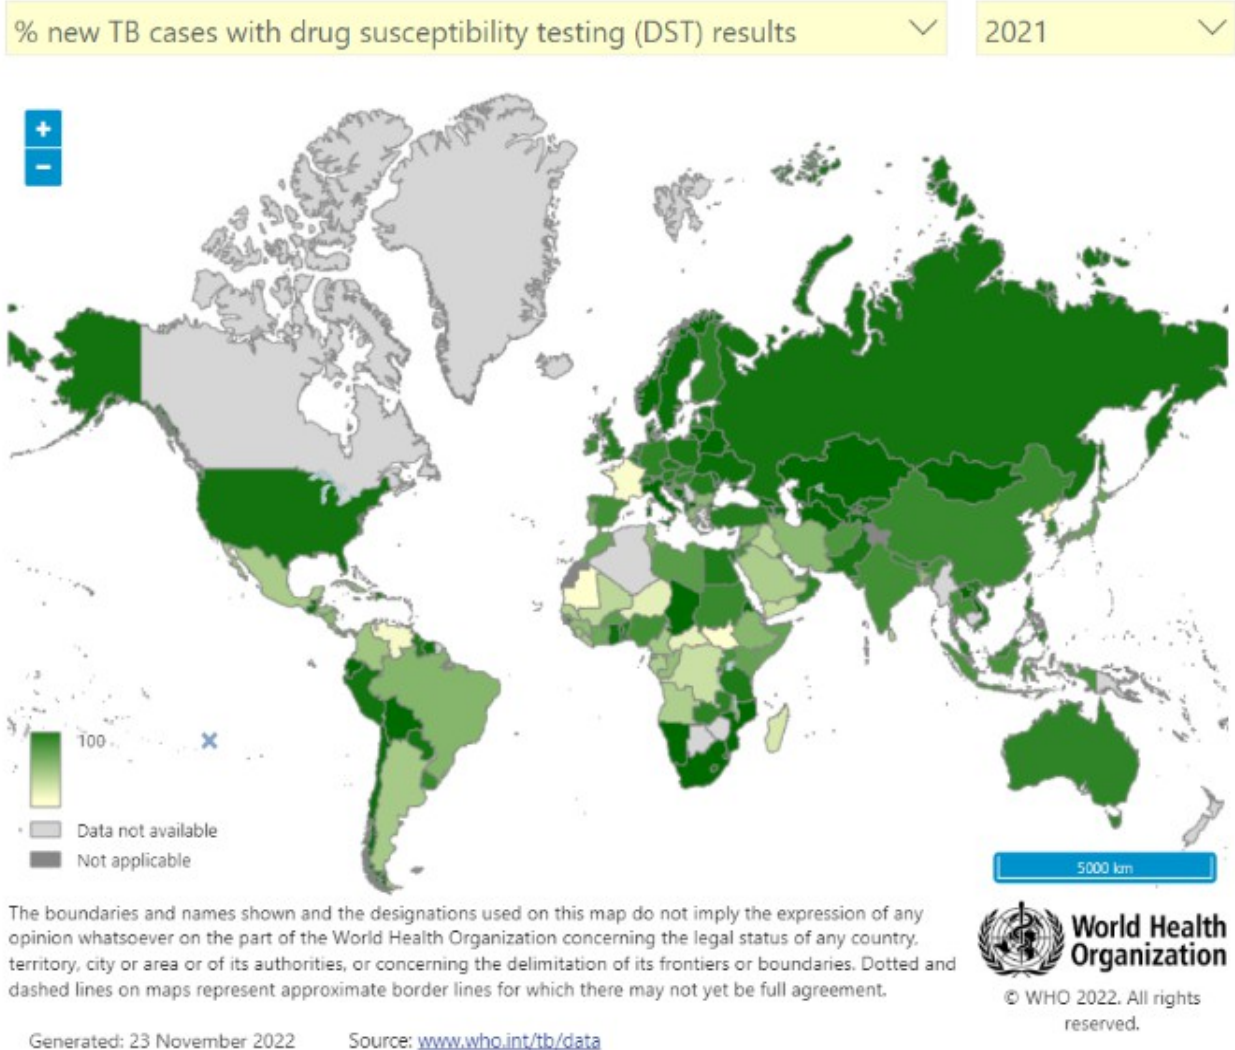 % new TB cases with drug susceptibility testing (DST) results
2021
+
−
100
Data not available
Not applicable
5000 km
The boundaries and names shown and the designations used on this map do not imply the expression of any
opinion whatsoever on the part of the World Health Organization concerning the legal status of any country,
territory, city or area or of its authorities, or concerning the delimitation of its frontiers or boundaries. Dotted and
dashed lines on maps represent approximate border lines for which there may not yet be full agreement.
World Health
Organization
© WHO 2022. All rights
reserved.
Generated: 23 November 2022 Source: www.who.int/tb/data